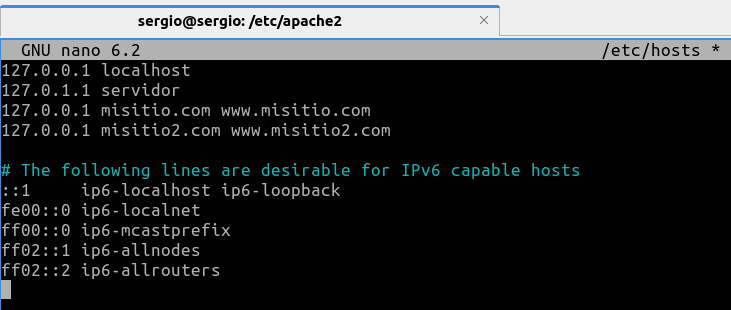 sergio@sergio: /etc/apache2 ×
GNU nano 6.2 /etc/hosts *
127.0.0.1 localhost
127.0.1.1 servidor
127.0.0.1 misitio.com www.misitio.com
127.0.0.1 misitio2.com www.misitio2.com
# The following lines are desirable for IPv6 capable hosts
::1     ip6-localhost ip6-loopback
fe00::0 ip6-localnet
ff00::0 ip6-mcastprefix
ff02::1 ip6-allnodes
ff02::2 ip6-allrouters